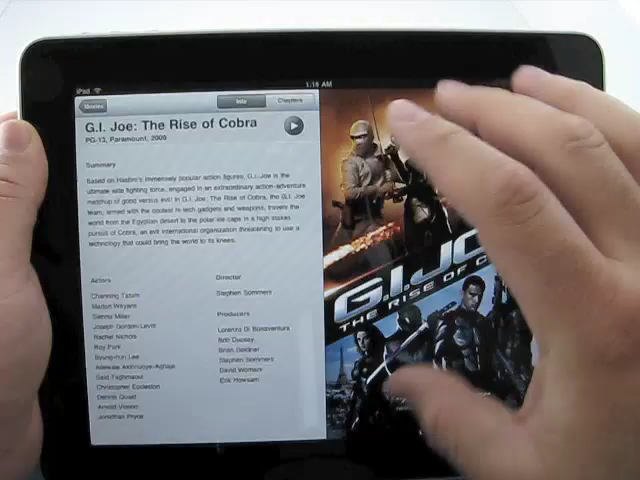 iPad
1:16 AM
Movies
Info
Chapters
G.I. Joe: The Rise of Cobra
PG-13, Paramount, 2009
Summary
Based on Hasbro's immensely popular action figures, G.I. Joe is the
ultimate elite fighting force, engaged in an extraordinary action-adventure
matchup of good versus evil! In G.I. Joe: The Rise of Cobra, the G.I. Joe
team, armed with the coolest hi-tech gadgets and weapons, travels the
world from the Egyptian desert to the polar ice caps in a high stakes
pursuit of Cobra, an evil international organization threatening to use a
technology that could bring the world to its knees.
Actors
Channing Tatum
Marlon Wayans
Sienna Miller
Joseph Gordon-Levitt
Rachel Nichols
Ray Park
Byung-hun Lee
Adewale Akinnuoye-Agbaje
Said Taghmaoui
Christopher Eccleston
Dennis Quaid
Arnold Vosloo
Jonathan Pryce
Director
Stephen Sommers
Producers
Lorenzo Di Bonaventura
Bob Ducsay
Brian Goldner
Stephen Sommers
David Womark
Erik Howsam
G.I. JO
THE RISE OF C